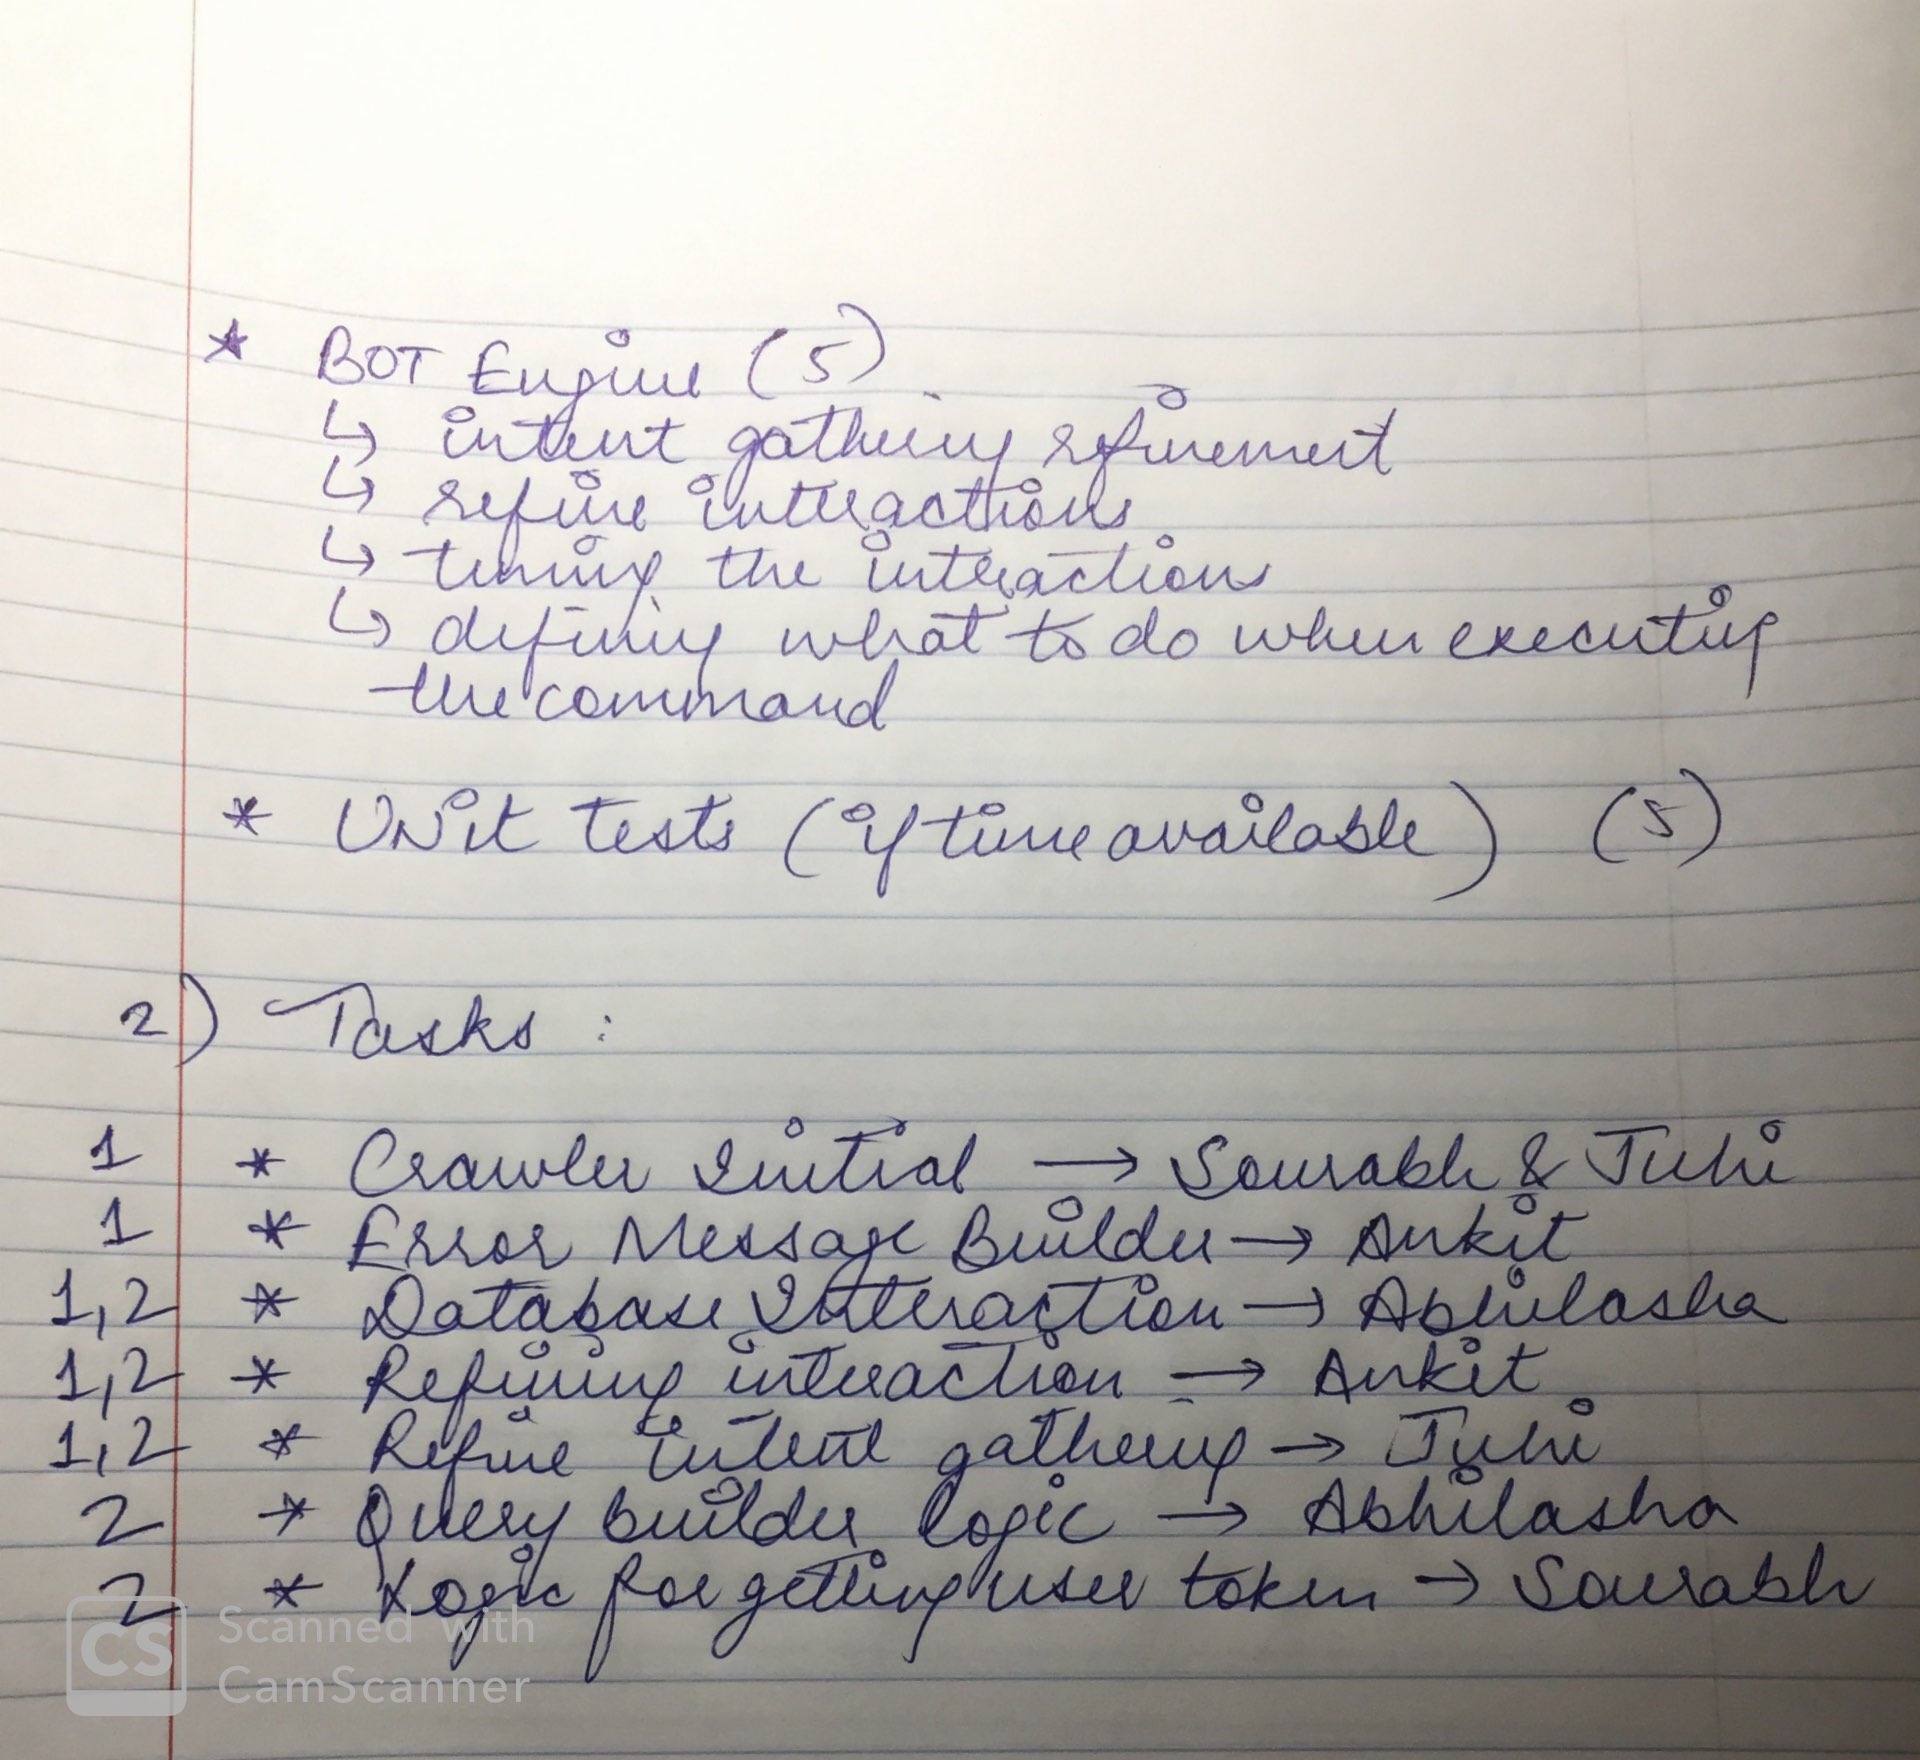 * BOT Engine (5)
↳ intent gathering refinement
↳ refine interactions
↳ tuning the interactions
↳ defining what to do when executing
the command
* UNit tests (if time available) (5)
2) Tasks :
1 * Crawler Initial → Sourabh & Juhi
1 * Error Message Builder → Ankit
1,2 * Database Interaction → Abhilasha
1,2 * Refining interaction → Ankit
1,2 * Refine intent gathering → Juhi
2 * Query builder logic → Abhilasha
2 * Logic for getting user token → Sourabh
CS Scanned with
CamScanner